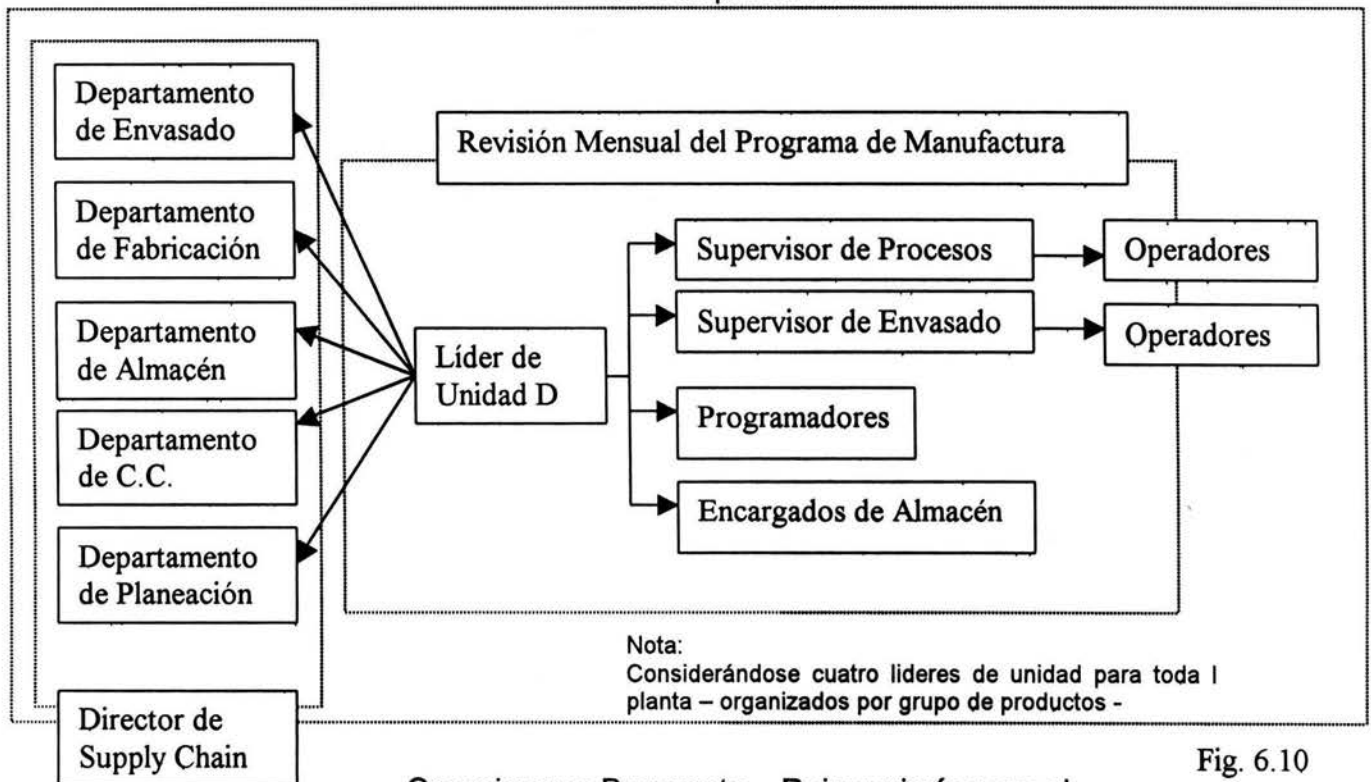 Departamento
de Envasado
Departamento
de Fabricación
Departamento
de Almacén
Departamento
de C.C.
Departamento
de Planeación
Director de
Supply Chain
Revisión Mensual del Programa de Manufactura
Líder de
Unidad D
Supervisor de Procesos
Supervisor de Envasado
Programadores
Encargados de Almacén
Operadores
Operadores
Nota:
Considerándose cuatro lideres de unidad para toda l
planta – organizados por grupo de productos -
Fig. 6.10